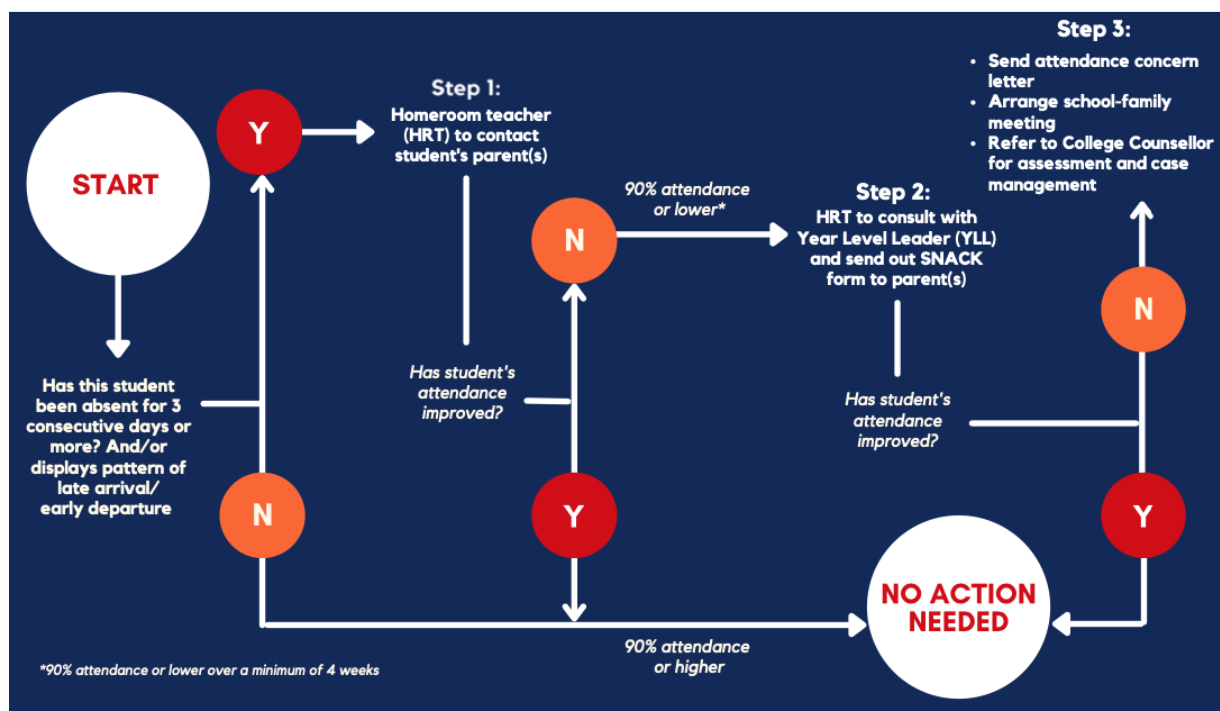 START
Has this student
been absent for 3
consecutive days or
more? And/or
displays pattern of
late arrival/
early departure
Y
N
Step 1:
Homeroom teacher
(HRT) to contact
student's parent(s)
Has student's
attendance
improved?
N
Y
90% attendance
or lower*
Step 2:
HRT to consult with
Year Level Leader (YLL)
and send out SNACK
form to parent(s)
Has student's
attendance
improved?
Step 3:
• Send attendance concern
letter
• Arrange school-family
meeting
• Refer to College Counsellor
for assessment and case
management
N
Y
NO ACTION
NEEDED
90% attendance
or higher
*90% attendance or lower over a minimum of 4 weeks